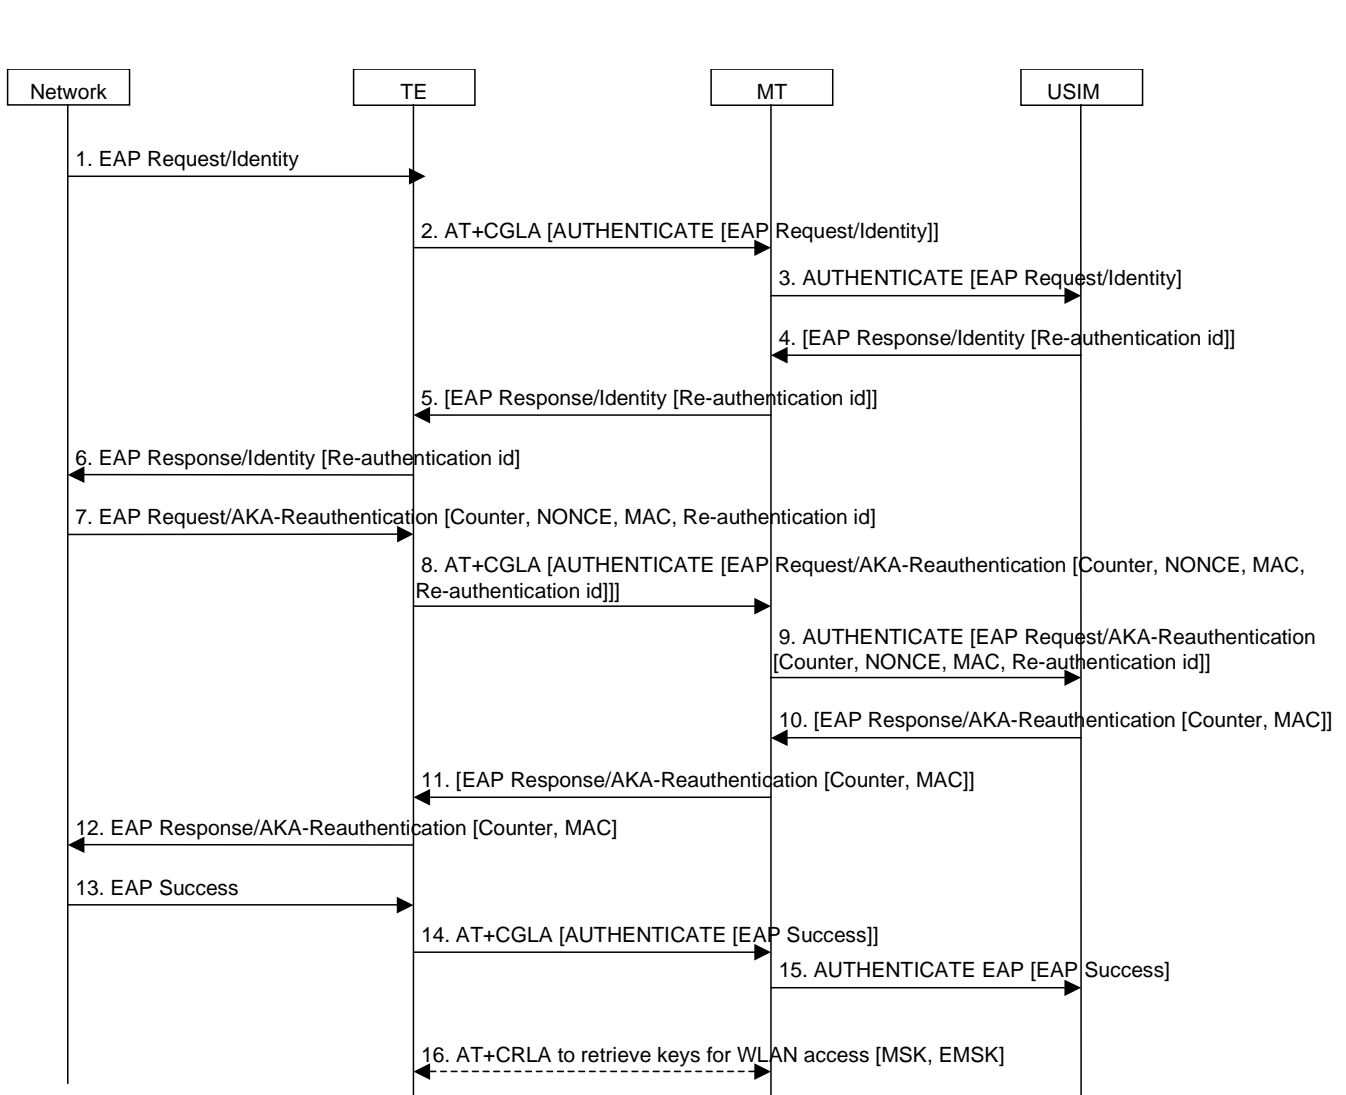 Network
TE
MT
USIM
1. EAP Request/Identity
2. AT+CGLA [AUTHENTICATE [EAP Request/Identity]]
3. AUTHENTICATE [EAP Request/Identity]
4. [EAP Response/Identity [Re-authentication id]]
5. [EAP Response/Identity [Re-authentication id]]
6. EAP Response/Identity [Re-authentication id]
7. EAP Request/AKA-Reauthentication [Counter, NONCE, MAC, Re-authentication id]
8. AT+CGLA [AUTHENTICATE [EAP Request/AKA-Reauthentication [Counter, NONCE, MAC,
Re-authentication id]]]
9. AUTHENTICATE [EAP Request/AKA-Reauthentication
[Counter, NONCE, MAC, Re-authentication id]]
10. [EAP Response/AKA-Reauthentication [Counter, MAC]]
11. [EAP Response/AKA-Reauthentication [Counter, MAC]]
12. EAP Response/AKA-Reauthentication [Counter, MAC]
13. EAP Success
14. AT+CGLA [AUTHENTICATE [EAP Success]]
15. AUTHENTICATE EAP [EAP Success]
16. AT+CRLA to retrieve keys for WLAN access [MSK, EMSK]